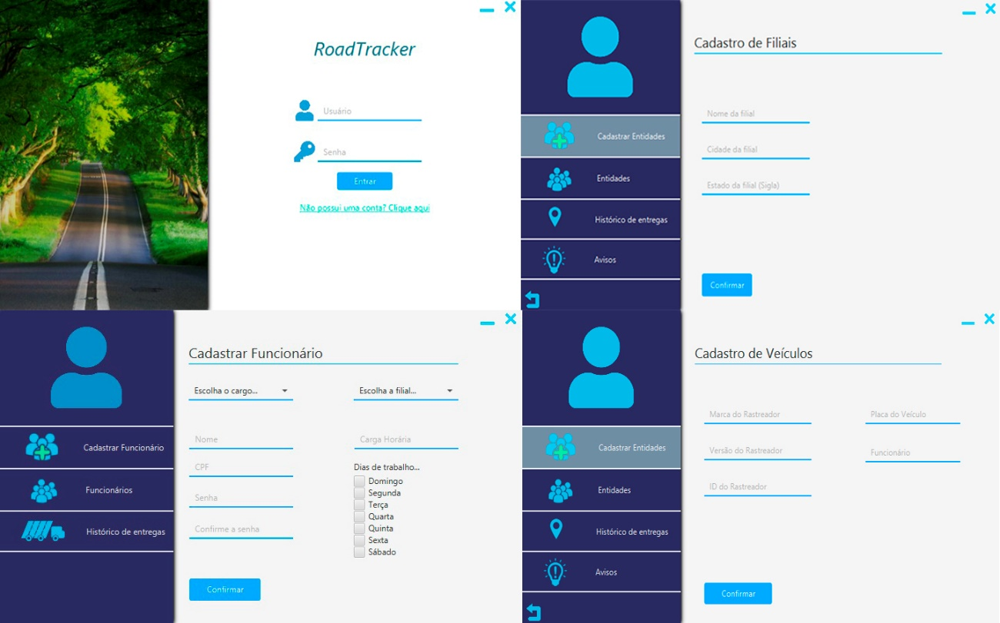 RoadTracker
Usuário
Senha
Entrar
Não possui uma conta? Clique aqui
Cadastro de Filiais
Nome da filial
Cidade da filial
Estado da filial (Sigla)
Confirmar
Cadastrar Entidades
Entidades
Histórico de entregas
Avisos
Cadastrar Funcionário
Escolha o cargo...
Escolha a filial...
Nome
Carga Horária
CPF
Senha
Confirme a senha
Dias de trabalho...
Domingo
Segunda
Terça
Quarta
Quinta
Sexta
Sábado
Confirmar
Cadastrar Funcionário
Funcionários
Histórico de entregas
Cadastro de Veículos
Marca do Rastreador
Placa do Veículo
Versão do Rastreador
Funcionário
ID do Rastreador
Confirmar
Cadastrar Entidades
Entidades
Histórico de entregas
Avisos